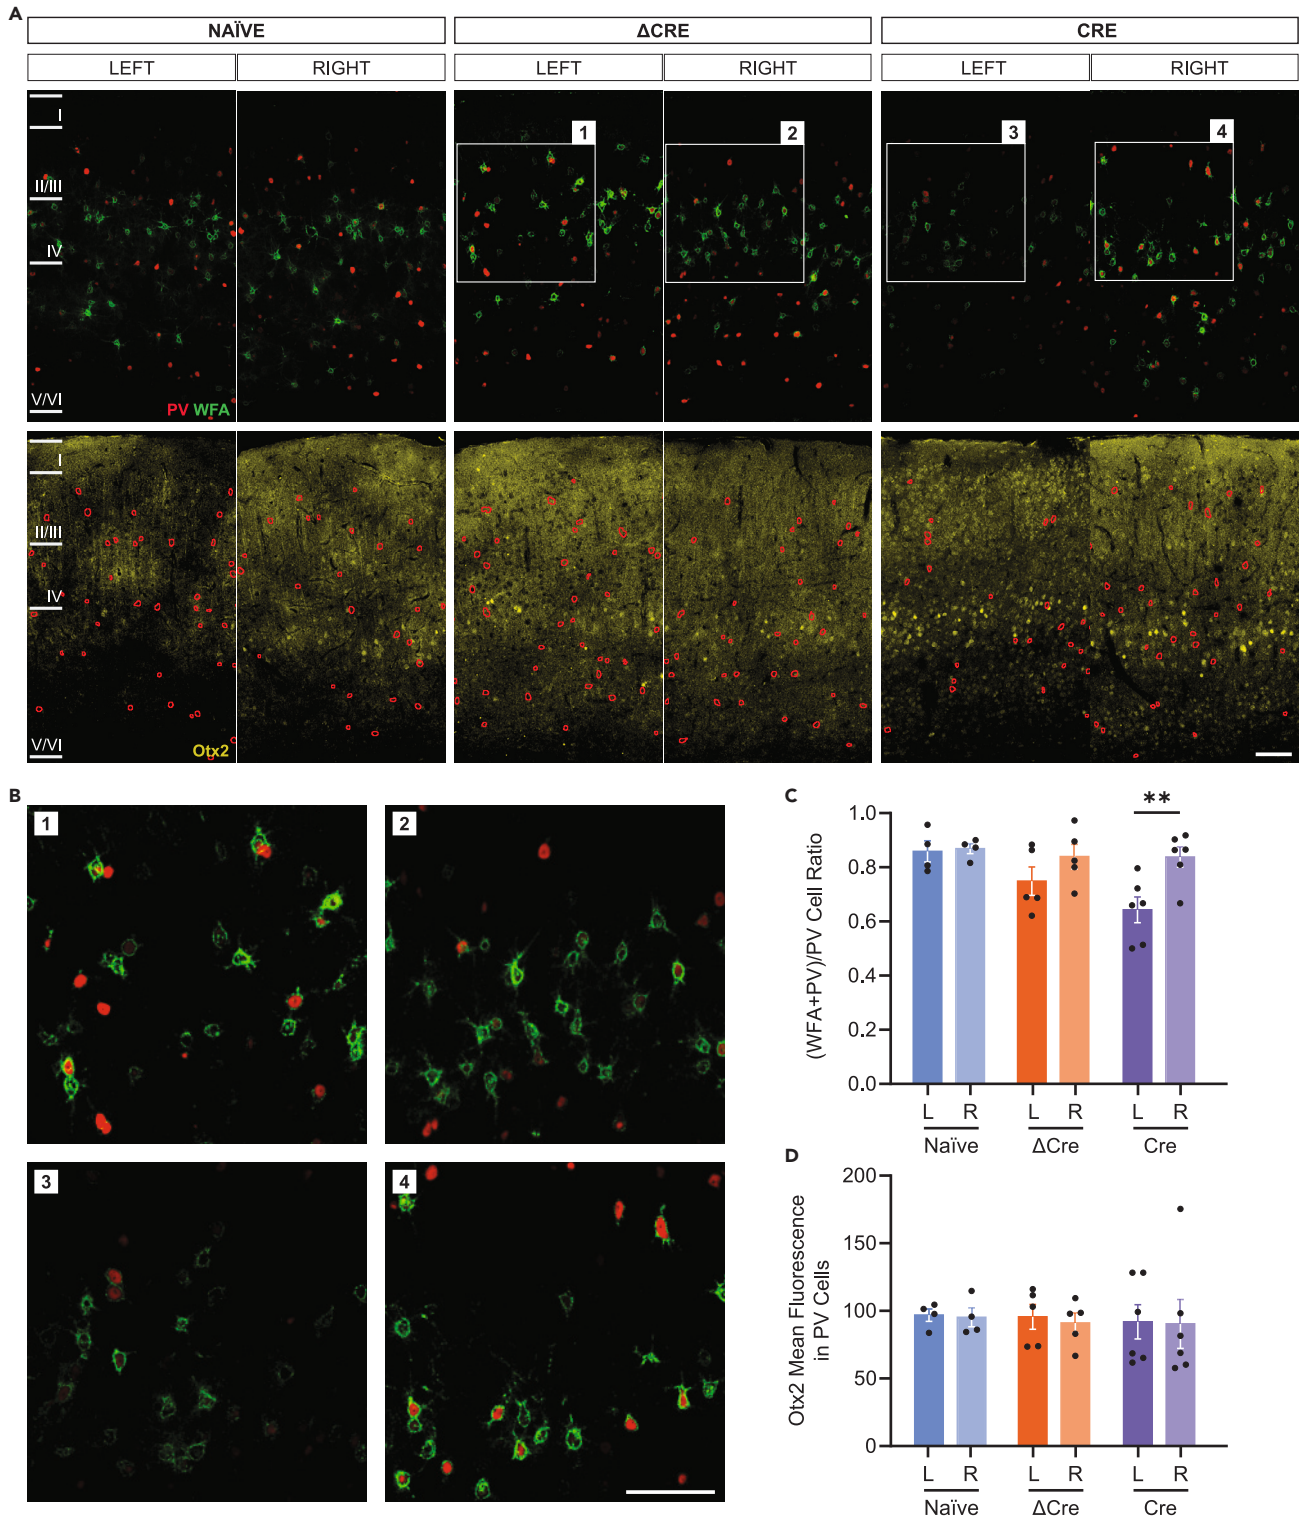 A
NAÏVE
ΔCRE
CRE
LEFT
RIGHT
LEFT
RIGHT
LEFT
RIGHT
I
II/III
IV
V/VI
PV WFA
1
2
3
4
I
II/III
IV
V/VI
Otx2
B
1
2
3
4
C
(WFA+PV)/PV Cell Ratio
1.0
0.8
0.6
0.4
0.2
0.0
**
L R L R L R
Naïve ΔCre Cre
D
Otx2 Mean Fluorescence
in PV Cells
200
150
100
50
0
L R L R L R
Naïve ΔCre Cre